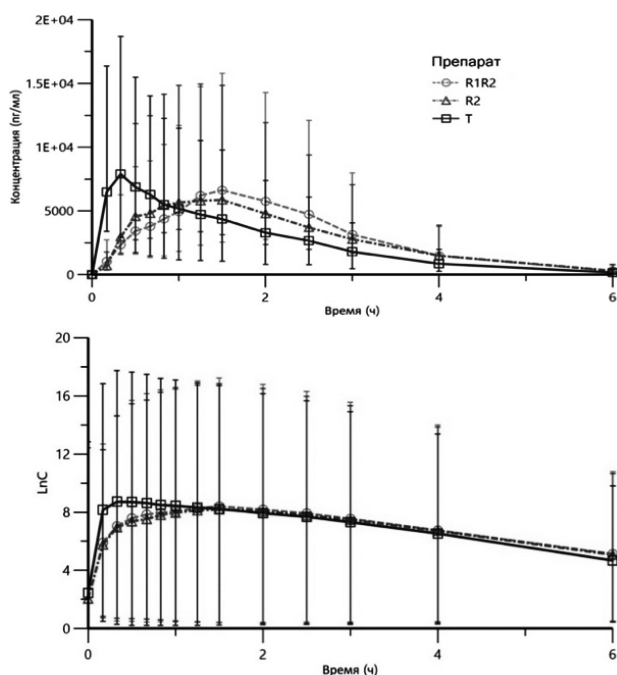 2E+04
1.5E+04
1E+04
5000
0
Концентрация (пг/мл)
0
2
4
6
Время (ч)
Препарат
R1R2
R2
T
20
16
12
8
4
0
LnC
0
2
4
6
Время (ч)